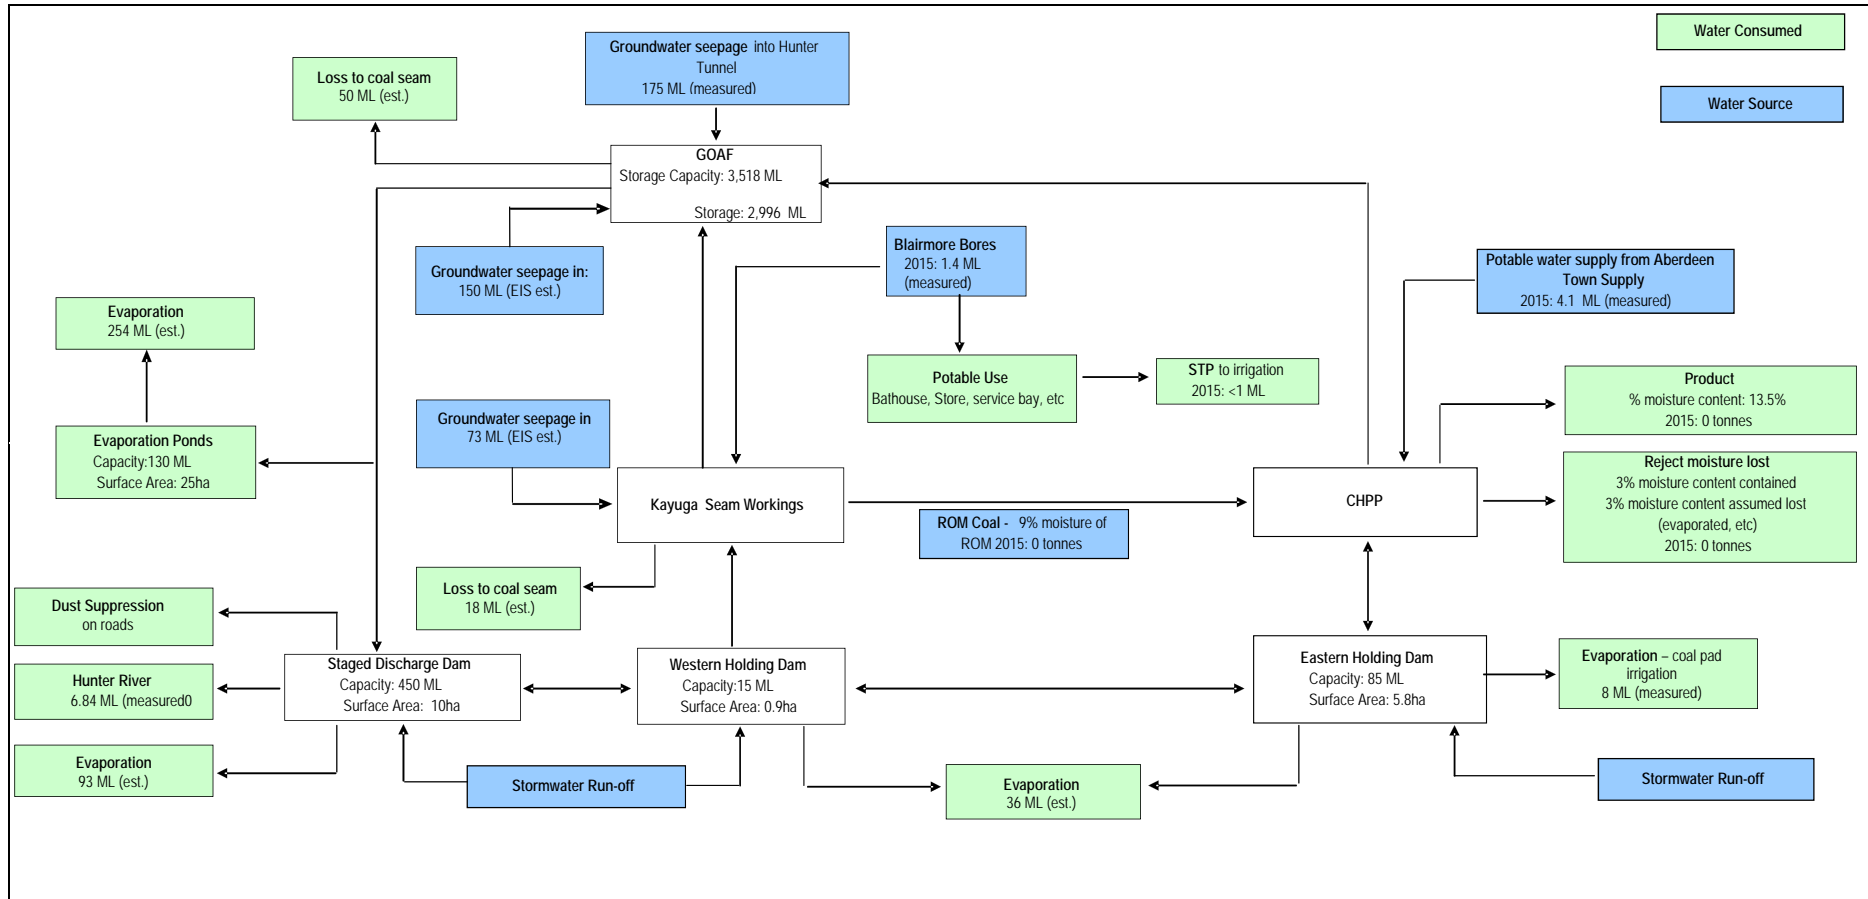 Water Consumed
Water Source
Groundwater seepage into Hunter
Tunnel
175 ML (measured)
Loss to coal seam
50 ML (est.)
GOAF
Storage Capacity: 3,518 ML
Storage: 2,996 ML
Blairmore Bores
2015: 1.4 ML
(measured)
Groundwater seepage in:
150 ML (EIS est.)
Potable water supply from Aberdeen
Town Supply
2015: 4.1 ML (measured)
Evaporation
254 ML (est.)
Potable Use
Bathouse, Store, service bay, etc
STP to irrigation
2015: <1 ML
Product
% moisture content: 13.5%
2015: 0 tonnes
Groundwater seepage in
73 ML (EIS est.)
Evaporation Ponds
Capacity:130 ML
Surface Area: 25ha
Reject moisture lost
3% moisture content contained
3% moisture content assumed lost
(evaporated, etc)
2015: 0 tonnes
Kayuga Seam Workings
CHPP
ROM Coal - 9% moisture of
ROM 2015: 0 tonnes
Loss to coal seam
18 ML (est.)
Dust Suppression
on roads
Staged Discharge Dam
Capacity: 450 ML
Surface Area: 10ha
Western Holding Dam
Capacity:15 ML
Surface Area: 0.9ha
Eastern Holding Dam
Capacity: 85 ML
Surface Area: 5.8ha
Evaporation – coal pad
irrigation
8 ML (measured)
Hunter River
6.84 ML (measured0
Evaporation
93 ML (est.)
Stormwater Run-off
Evaporation
36 ML (est.)
Stormwater Run-off